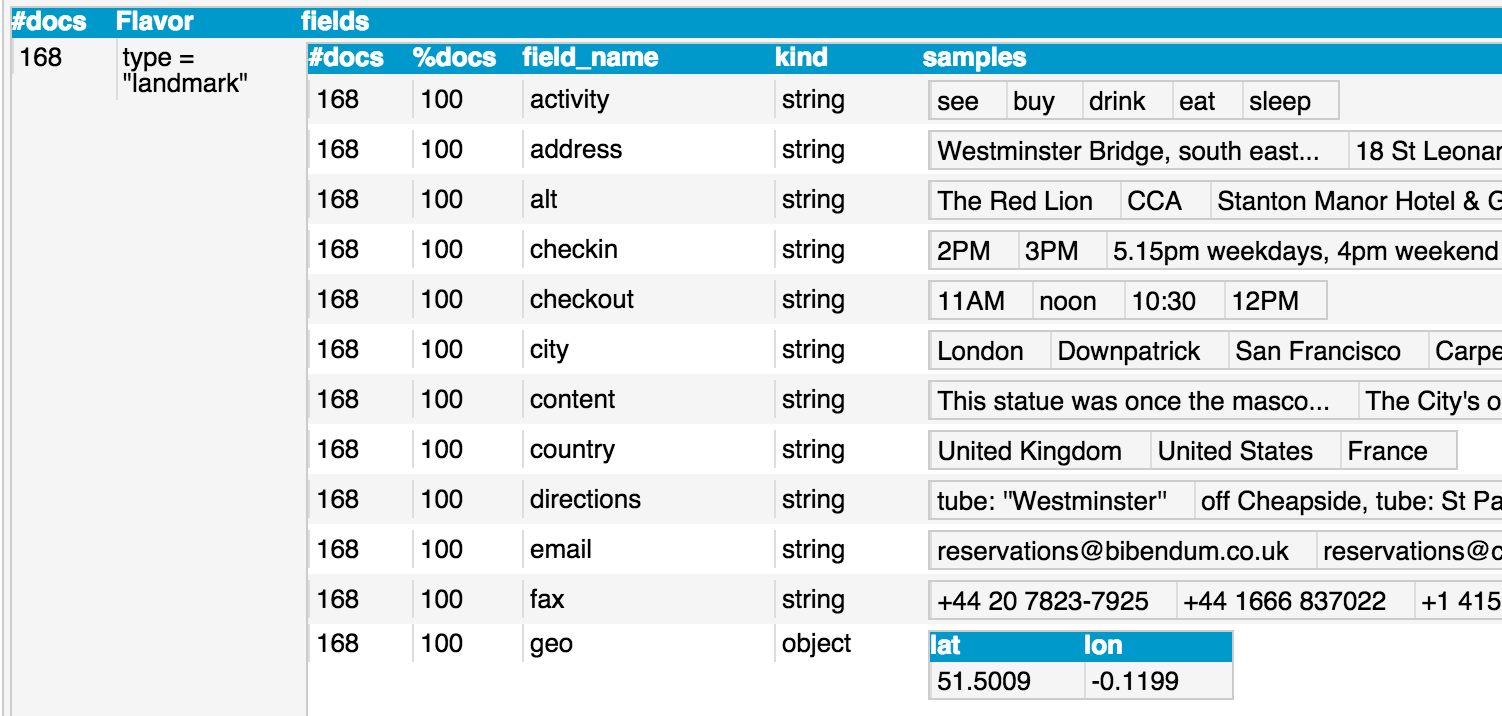 #docs Flavor fields
168 type = "landmark"
#docs %docs field_name kind samples
168 100 activity string see buy drink eat sleep
168 100 address string Westminster Bridge, south east... 18 St Leonar
168 100 alt string The Red Lion CCA Stanton Manor Hotel & G
168 100 checkin string 2PM 3PM 5.15pm weekdays, 4pm weekend
168 100 checkout string 11AM noon 10:30 12PM
168 100 city string London Downpatrick San Francisco Carpe
168 100 content string This statue was once the masco... The City's o
168 100 country string United Kingdom United States France
168 100 directions string tube: "Westminster" off Cheapside, tube: St Pa
168 100 email string reservations@bibendum.co.uk reservations@c
168 100 fax string +44 20 7823-7925 +44 1666 837022 +1 415
168 100 geo object lat lon
51.5009 -0.1199